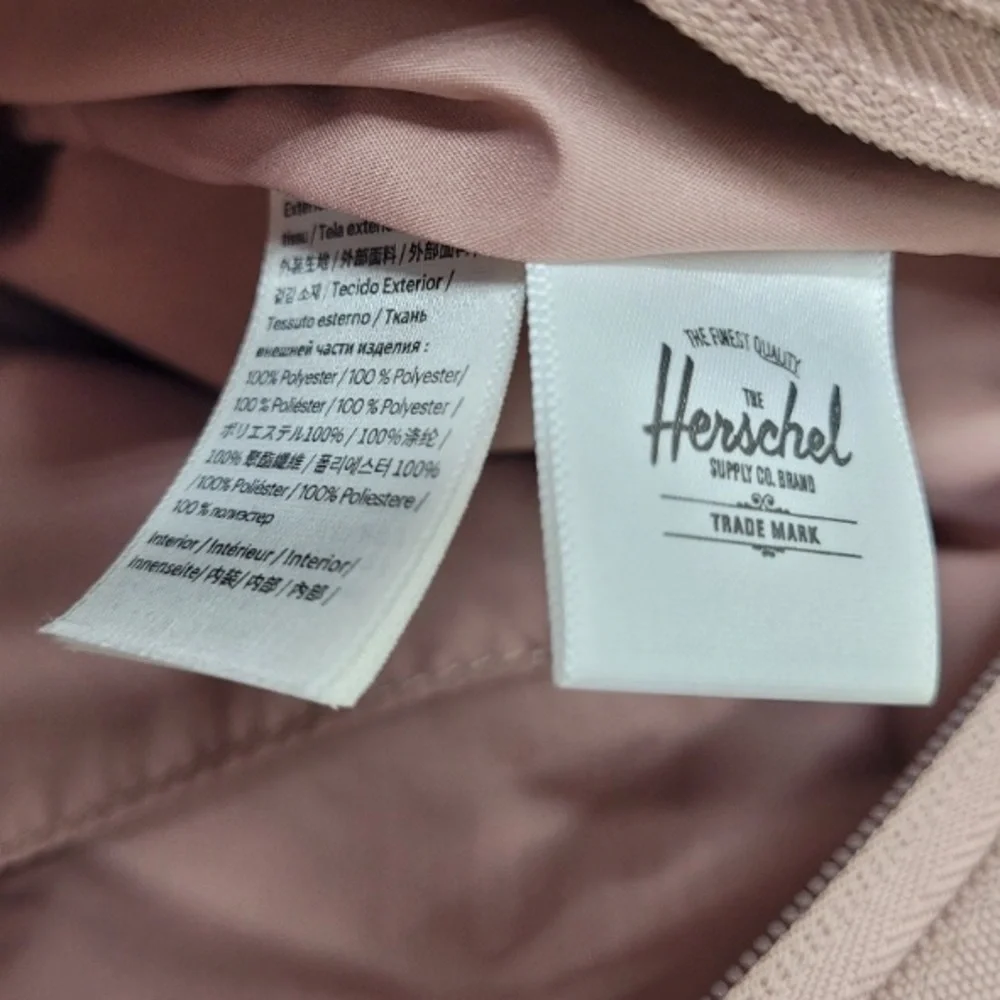 tissu / Tela
外装生地 / 外部面料 / 外部面料 /
겉감 소재 / Tecido Exterior /
Tessuto esterno / Ткань
внешней части изделия :
100% Polyester / 100 % Polyester/
100 % Poliéster / 100 % Polyester /
ポリエステル100% / 100%涤纶 /
100% 聚酯纖維 / 폴리에스터 100%
/100% Poliéster / 100% Poliestere /
100 % полиэстер
Interior / Intérieur / Interior/
Innenseite/ 内装/ 内部 / 內部 /
THE FINEST QUALITY
THE
Herschel
SUPPLY CO. BRAND
TRADE MARK